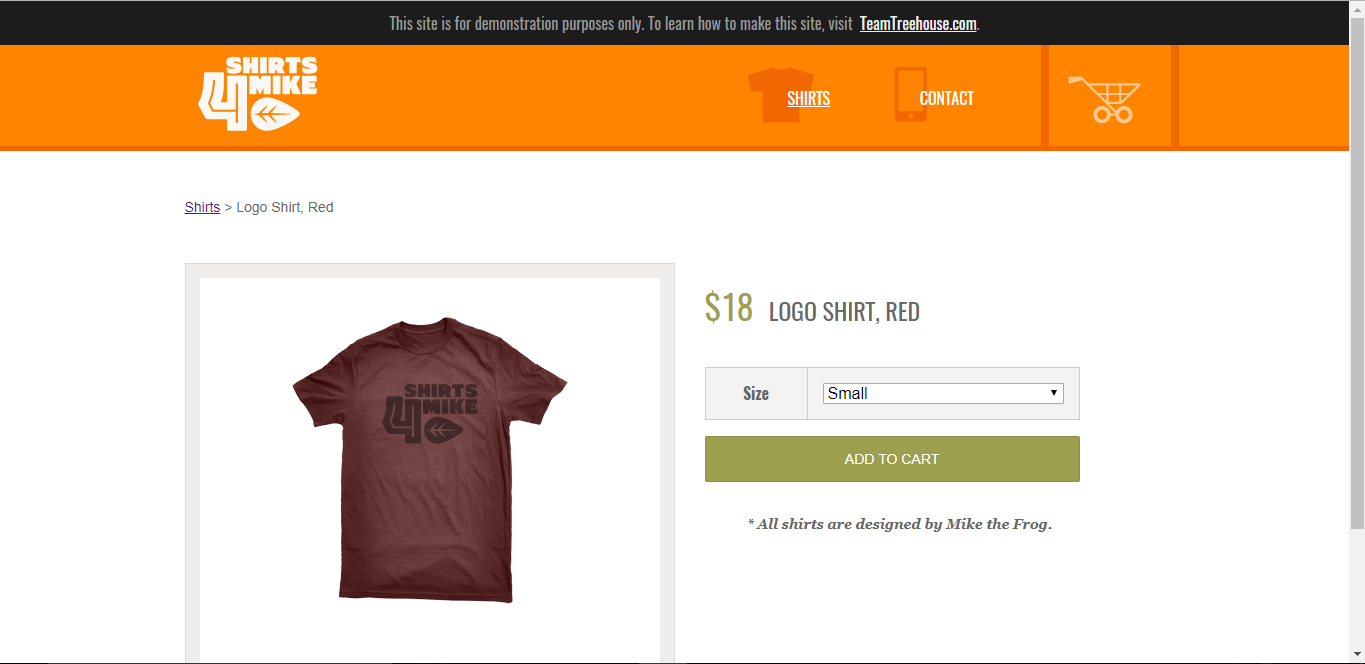 This site is for demonstration purposes only. To learn how to make this site, visit TeamTreehouse.com.
SHIRTS
4 MIKE
SHIRTS
CONTACT
Shirts > Logo Shirt, Red
SHIRTS
4 MIKE
$18 LOGO SHIRT, RED
Size
Small
ADD TO CART
* All shirts are designed by Mike the Frog.